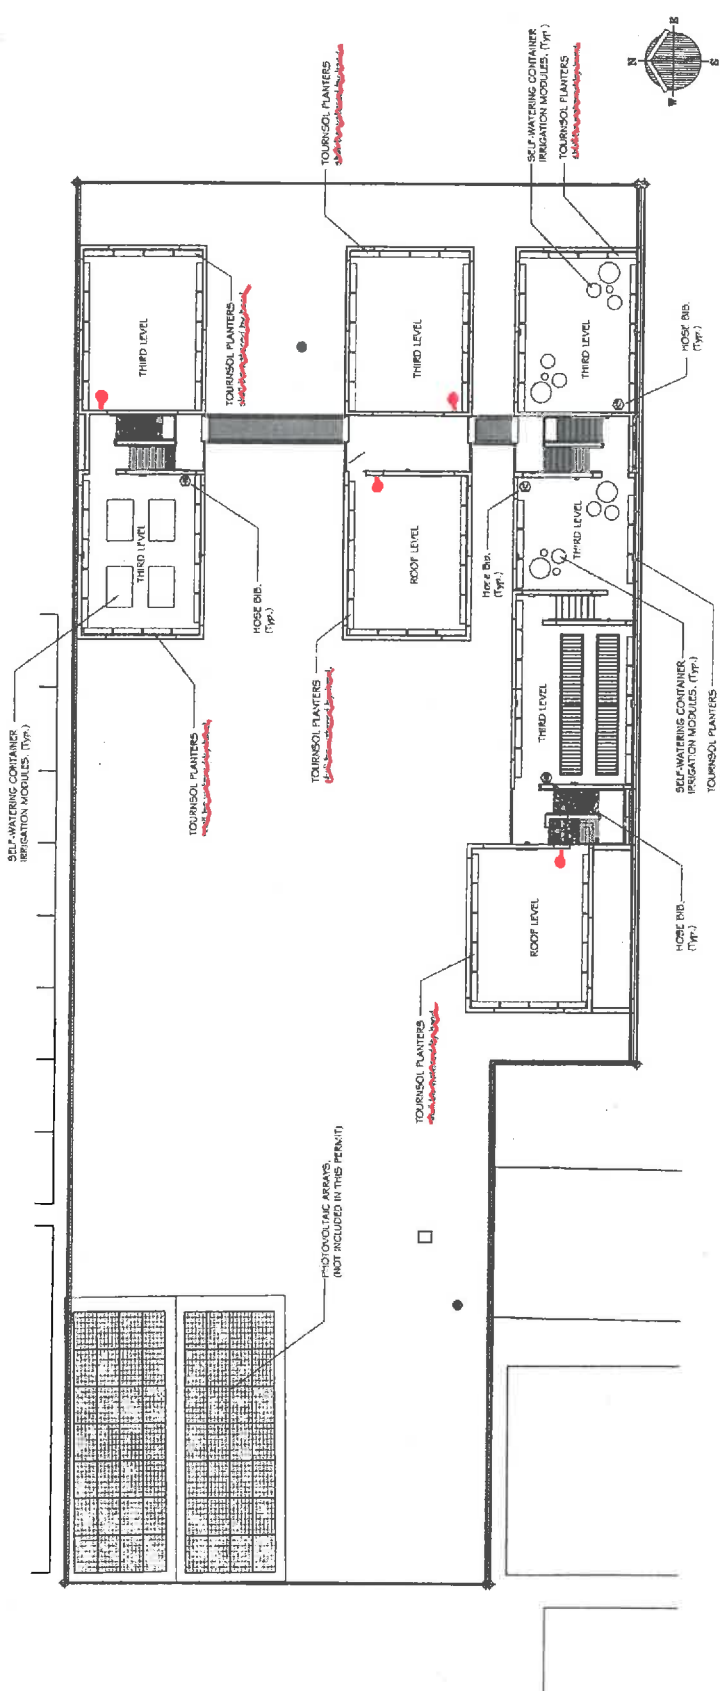 N
E
S
W
TOURNSOL PLANTERS
SELF-WATERING CONTAINER
IRRIGATION MODULES. (Typ.)
TOURNSOL PLANTERS
THIRD LEVEL
TOURNSOL PLANTERS
THIRD LEVEL
THIRD LEVEL
HOSE BIB.
(Typ.)
THIRD LEVEL
HOSE BIB.
(Typ.)
ROOF LEVEL
HOSE BIB.
(Typ.)
THIRD LEVEL
SELF-WATERING CONTAINER
IRRIGATION MODULES. (Typ.)
TOURNSOL PLANTERS
TOURNSOL PLANTERS
THIRD LEVEL
SELF-WATERING CONTAINER
IRRIGATION MODULES. (Typ.)
TOURNSOL PLANTERS
ROOF LEVEL
HOSE BIB.
(Typ.)
TOURNSOL PLANTERS
PHOTOVOLTAIC ARRAYS.
(NOT INCLUDED IN THIS PERMIT)